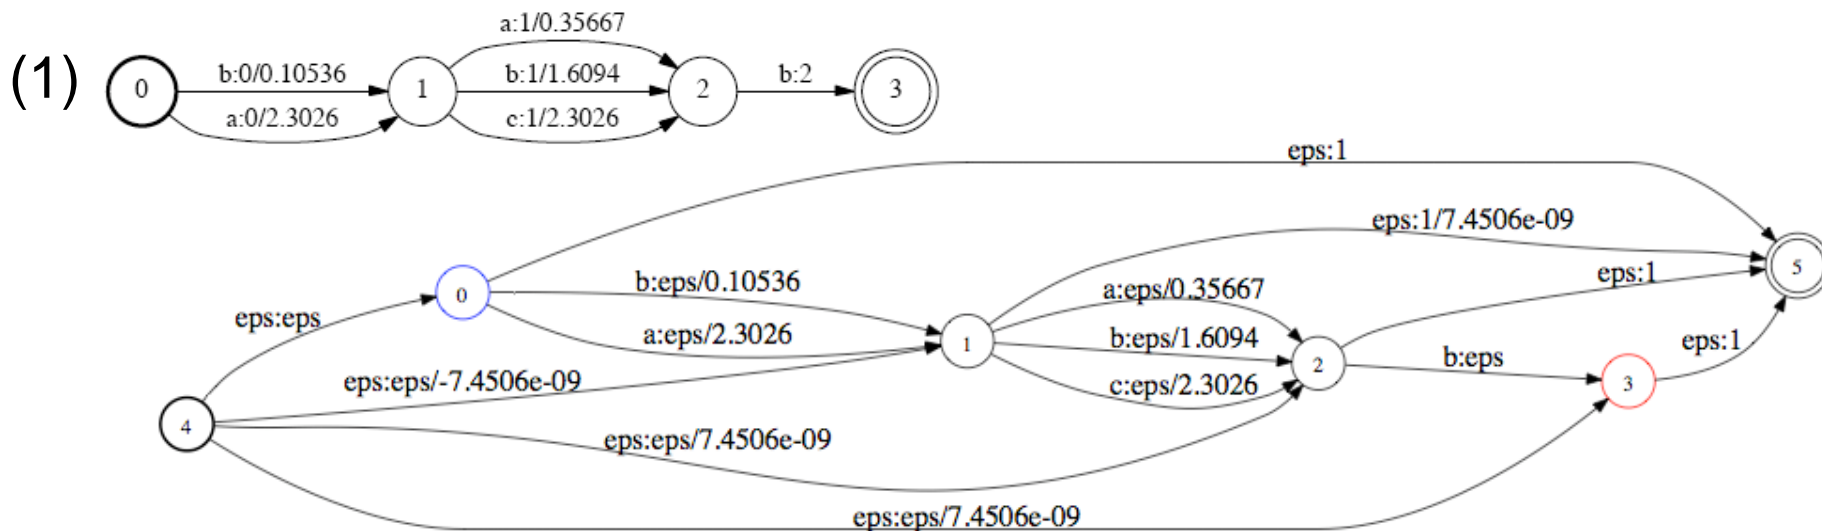 (1)
a:1/0.35667
b:0/0.10536
b:1/1.6094
b:2
0
1
2
3
a:0/2.3026
c:1/2.3026
eps:1
eps:1/7.4506e-09
eps:1
5
b:eps/0.10536
a:eps/0.35667
0
eps:eps
a:eps/2.3026
1
b:eps/1.6094
eps:1
2
b:eps
3
eps:eps/-7.4506e-09
c:eps/2.3026
4
eps:eps/7.4506e-09
eps:eps/7.4506e-09